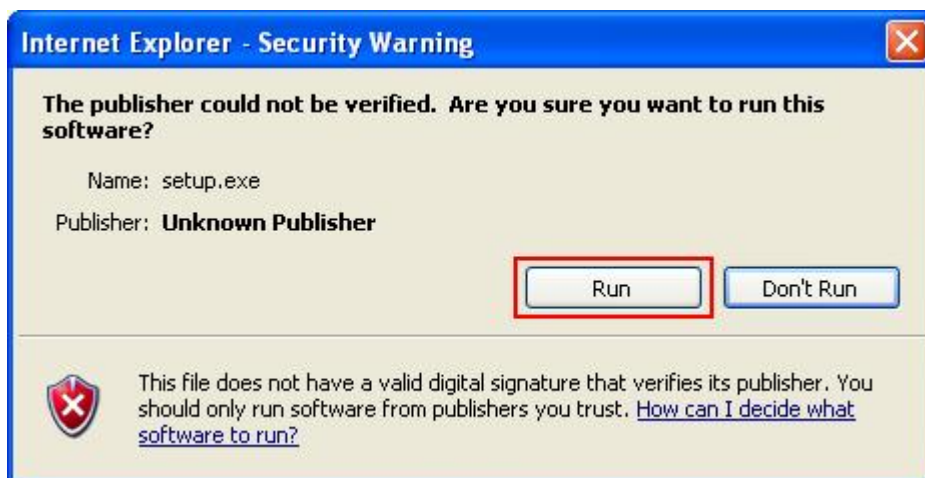 Internet Explorer - Security Warning
The publisher could not be verified. Are you sure you want to run this
software?
Name: setup.exe
Publisher: Unknown Publisher
Run Don't Run
This file does not have a valid digital signature that verifies its publisher. You
should only run software from publishers you trust. How can I decide what
software to run?